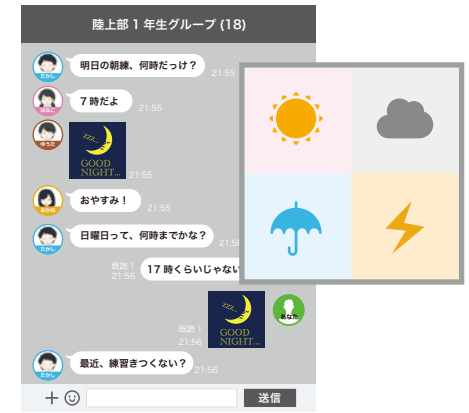 陸上部 1 年生グループ (18)
明日の朝練、何時だっけ？
21:55
たかし
7 時だよ
21:55
はなこ
zzz...
GOOD
NIGHT...
21:55
ゆうた
おやすみ！
21:55
あかね
日曜日って、何時までかな？
21:56
たかし
既読 1
21:56
17 時くらいじゃない
zzz...
GOOD
NIGHT...
あなた
既読 1
21:56
最近、練習きつくない？
21:56
たかし
送信